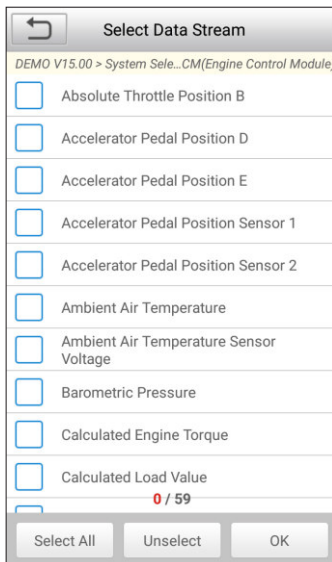 Select Data Stream
DEMO V15.00 > System Sele...CM(Engine Control Module)
Absolute Throttle Position B
Accelerator Pedal Position D
Accelerator Pedal Position E
Accelerator Pedal Position Sensor 1
Accelerator Pedal Position Sensor 2
Ambient Air Temperature
Ambient Air Temperature Sensor
Voltage
Barometric Pressure
Calculated Engine Torque
Calculated Load Value
0 / 59
Select All
Unselect
OK